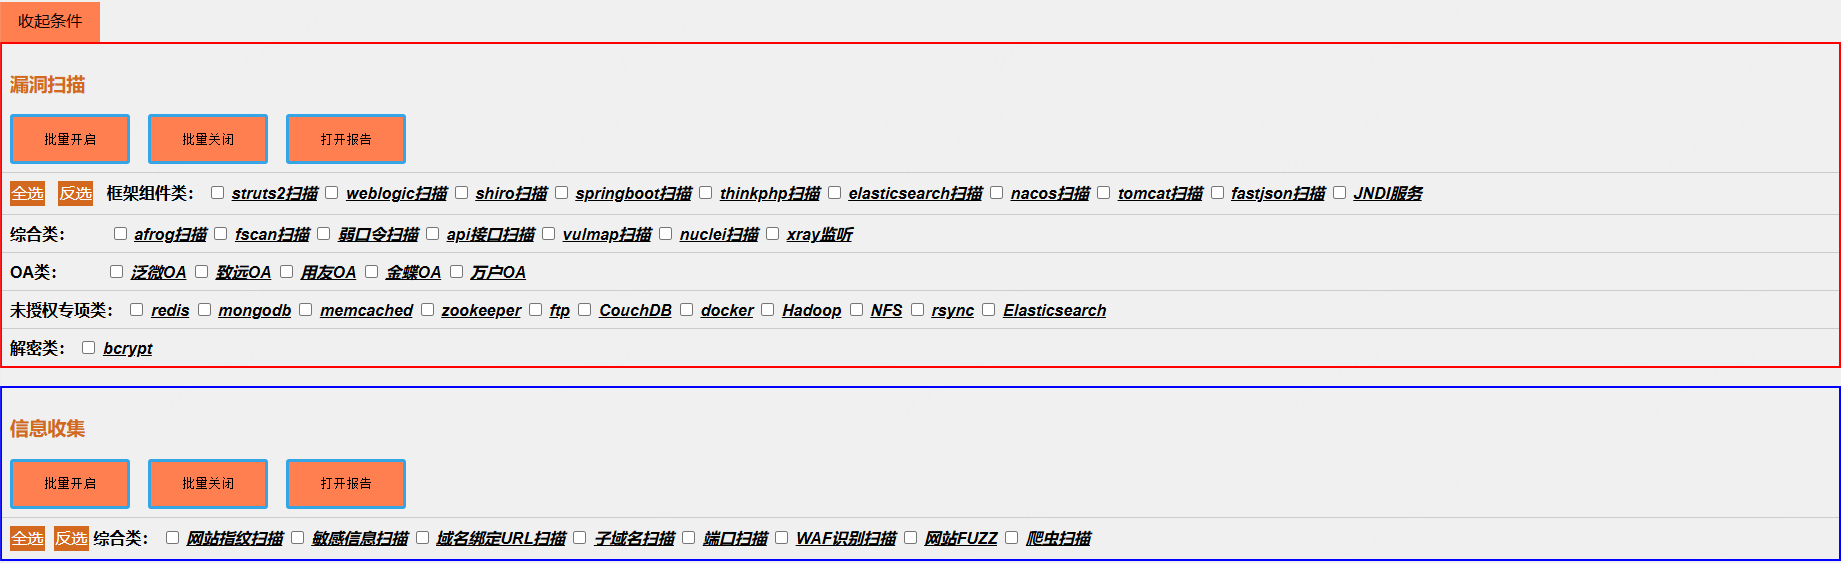 收起条件
漏洞扫描
批量开启 批量关闭 打开报告
全选 反选 框架组件类： struts2扫描 weblogic扫描 shiro扫描 springboot扫描 thinkphp扫描 elasticsearch扫描 nacos扫描 tomcat扫描 fastjson扫描 JNDI服务
综合类： afrog扫描 fscan扫描 弱口令扫描 api接口扫描 vulmap扫描 nuclei扫描 xray监听
OA类： 泛微OA 致远OA 用友OA 金蝶OA 万户OA
未授权专项类： redis mongodb memcached zookeeper ftp CouchDB docker Hadoop NFS rsync Elasticsearch
解密类： bcrypt
信息收集
批量开启 批量关闭 打开报告
全选 反选 综合类： 网站指纹扫描 敏感信息扫描 域名绑定URL扫描 子域名扫描 端口扫描 WAF识别扫描 网站FUZZ 爬虫扫描